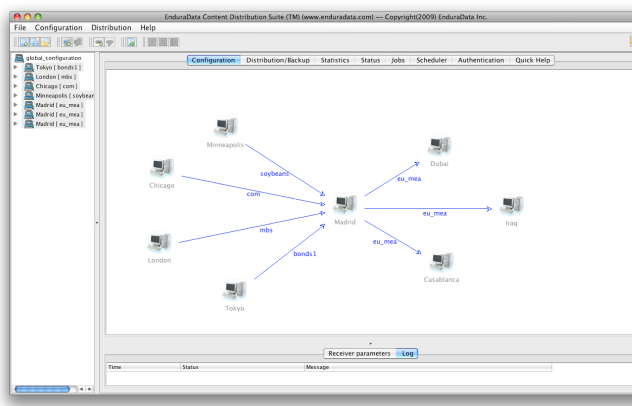 EnduraData Content Distribution Suite (TM) (www.enduradata.com) -- Copyright(2009) EnduraData Inc.
File Configuration Distribution Help
global_configuration
Tokyo [ bonds1 ]
London [ mbs ]
Chicago [ com ]
Minneapolis [ soybear
Madrid [ eu_mea ]
Madrid [ eu_mea ]
Madrid [ eu_mea ]
Configuration Distribution/Backup Statistics Status Jobs Scheduler Authentication Quick Help
Minneapolis
Dubai
soybeans
eu_mea
Chicago
com
Madrid
eu_mea
Iraq
mbs
eu_mea
London
bonds1
Casablanca
Tokyo
Receiver parameters Log
Time Status Message